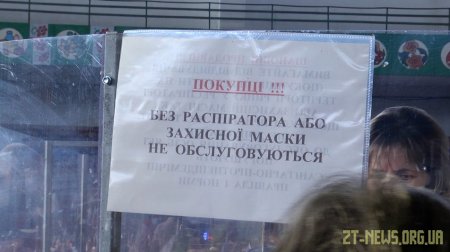 ПОКУПЦІ !!!
БЕЗ РАСПІРАТОРА АБО
ЗАХИСНОЇ МАСКИ
НЕ ОБСЛУГОВУЮТЬСЯ
ZT-NEWS.ORG.UA